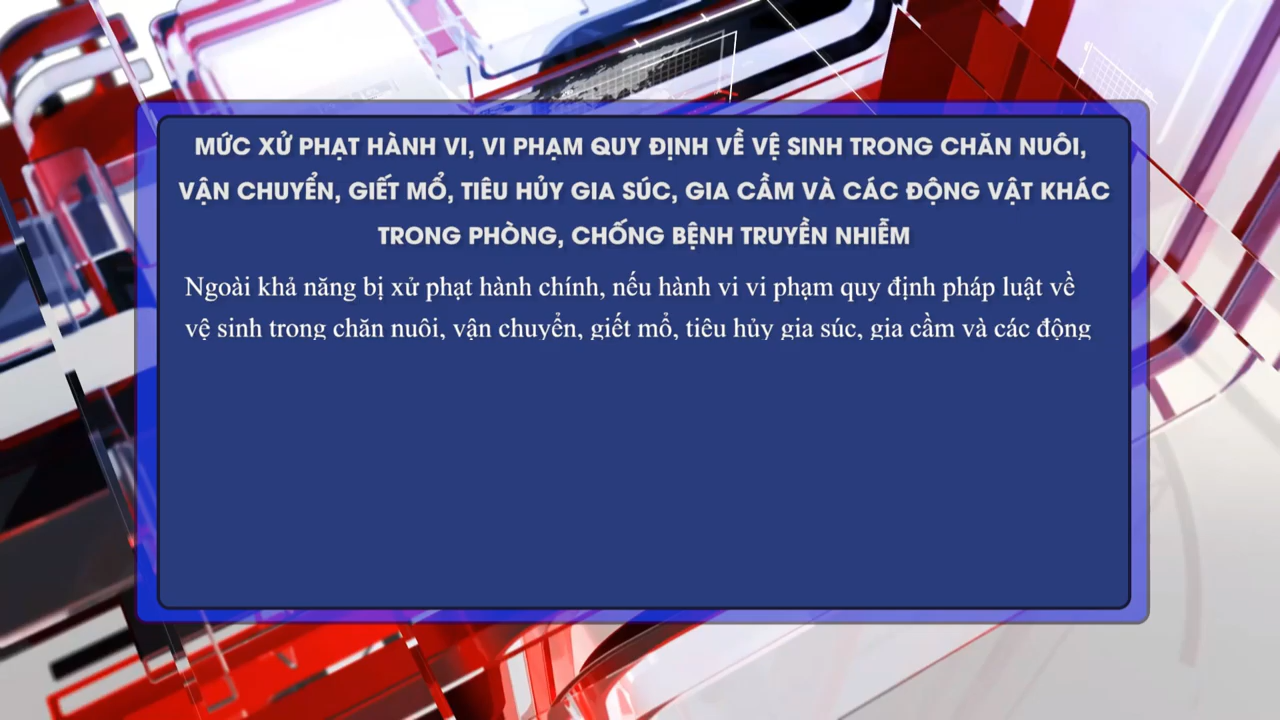 MỨC XỬ PHẠT HÀNH VI, VI PHẠM QUY ĐỊNH VỀ VỆ SINH TRONG CHĂN NUÔI,
VẬN CHUYỂN, GIẾT MỔ, TIÊU HỦY GIA SÚC, GIA CẦM VÀ CÁC ĐỘNG VẬT KHÁC
TRONG PHÒNG, CHỐNG BỆNH TRUYỀN NHIỄM
Ngoài khả năng bị xử phạt hành chính, nếu hành vi vi phạm quy định pháp luật về
vệ sinh trong chăn nuôi, vận chuyển, giết mổ, tiêu hủy gia súc, gia cầm và các động